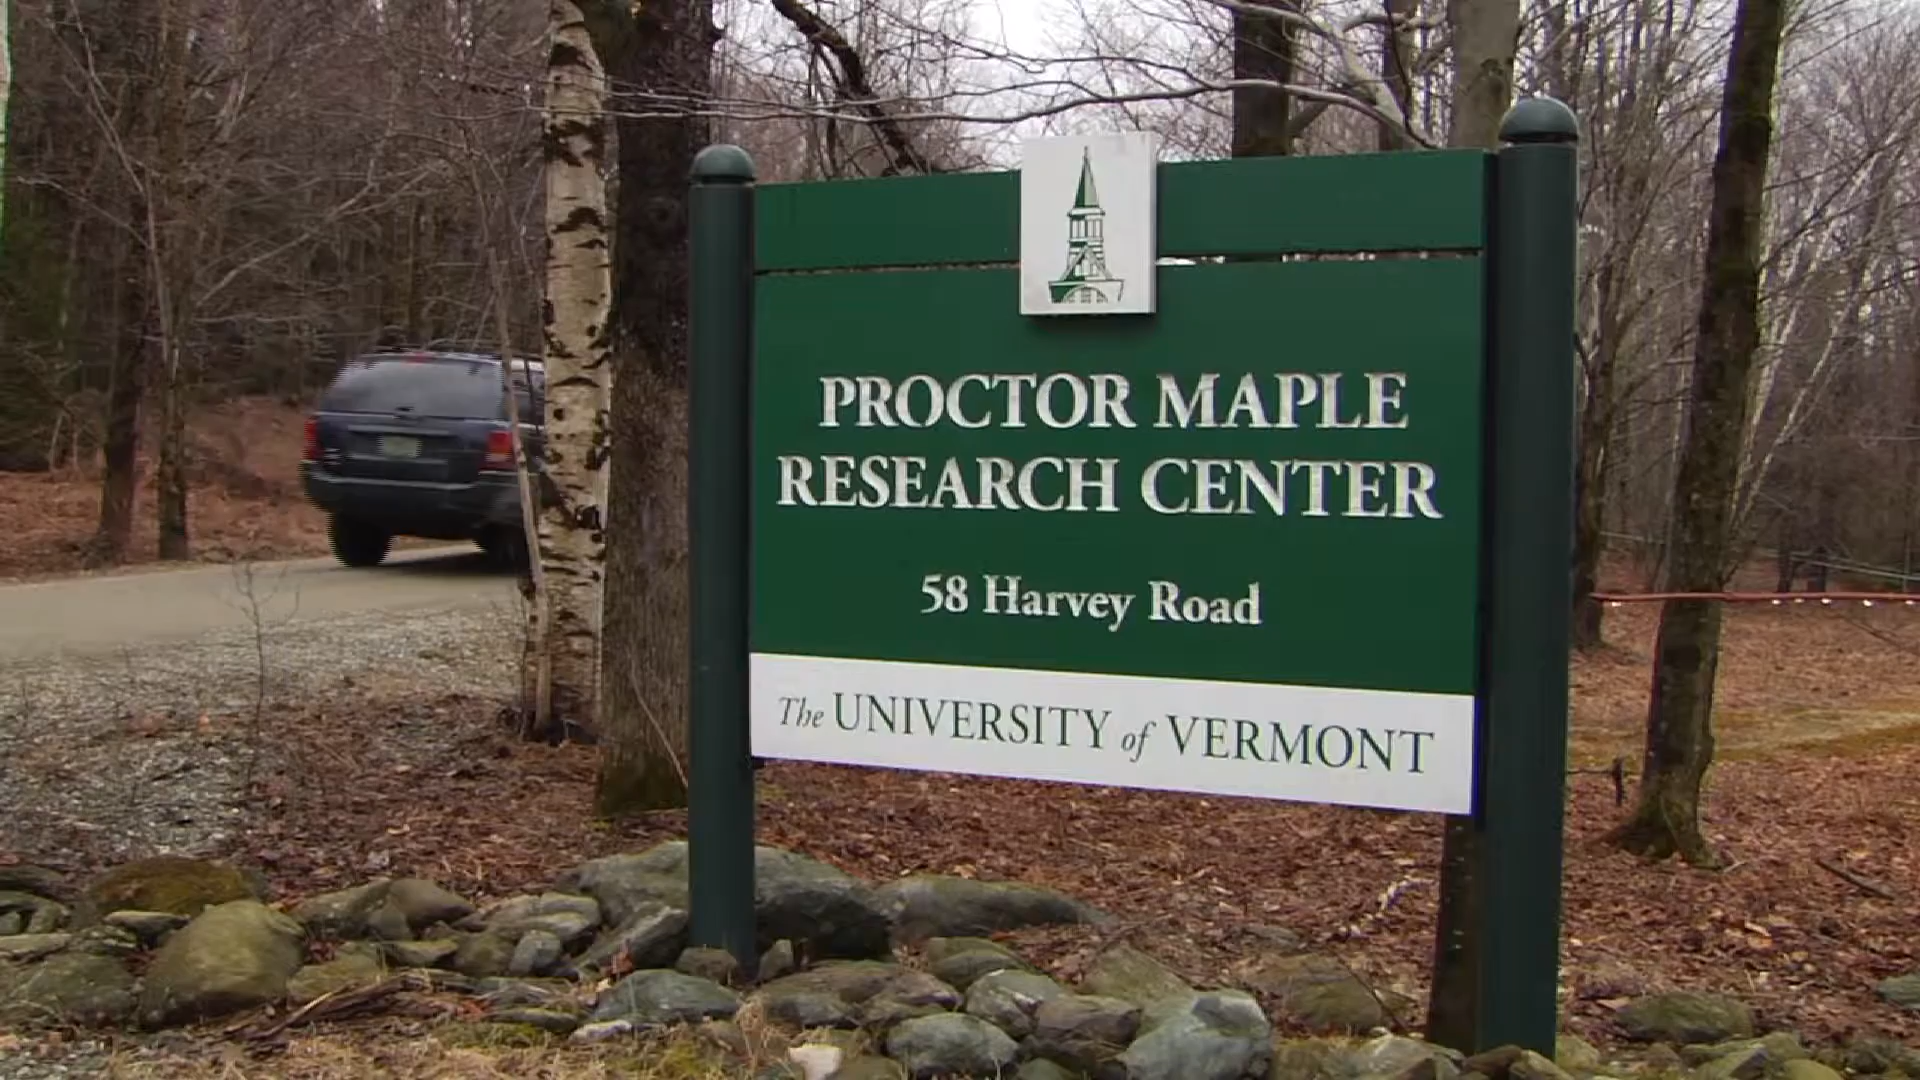 PROCTOR MAPLE
RESEARCH CENTER
58 Harvey Road
The UNIVERSITY of VERMONT